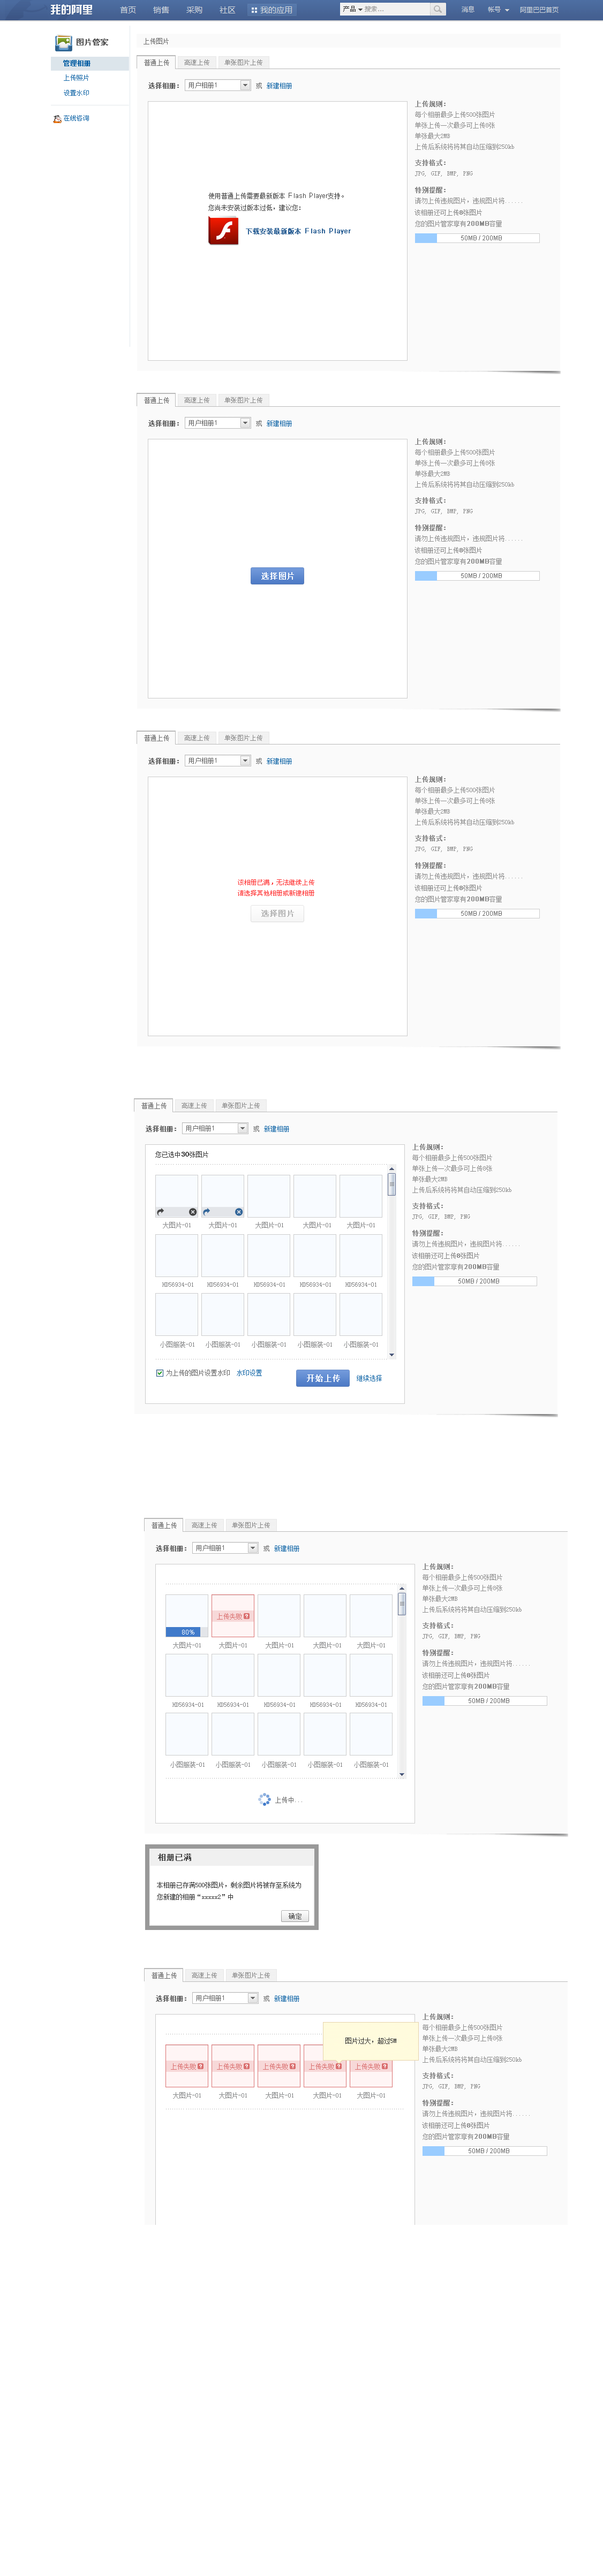 我的阿里 首页 销售 采购 社区 我的应用 产品 搜索... 消息 帐号 阿里巴巴首页
图片管家
管理相册
上传照片
设置水印
在线咨询
上传图片
普通上传 高速上传 单张图片上传
选择相册: 用户相册1 或 新建相册
使用普通上传需要最新版本 Flash Player支持。
您尚未安装过版本过低,建议您:
下载安装最新版本 Flash Player
上传规则:
每个相册最多上传500张图片
单张上传一次最多可上传8张
单张最大2MB
上传后系统将将其自动压缩到250kb
支持格式:
JPG, GIF, BMP, PNG
特别提醒:
请勿上传违规图片,违规图片将......
该相册还可上传0张图片
您的图片管家享有200MB容量
50MB / 200MB
普通上传 高速上传 单张图片上传
选择相册: 用户相册1 或 新建相册
选择图片
上传规则:
每个相册最多上传500张图片
单张上传一次最多可上传8张
单张最大2MB
上传后系统将将其自动压缩到250kb
支持格式:
JPG, GIF, BMP, PNG
特别提醒:
请勿上传违规图片,违规图片将......
该相册还可上传0张图片
您的图片管家享有200MB容量
50MB / 200MB
普通上传 高速上传 单张图片上传
选择相册: 用户相册1 或 新建相册
该相册已满,无法继续上传
请选择其他相册或新建相册
选择图片
上传规则:
每个相册最多上传500张图片
单张上传一次最多可上传8张
单张最大2MB
上传后系统将将其自动压缩到250kb
支持格式:
JPG, GIF, BMP, PNG
特别提醒:
请勿上传违规图片,违规图片将......
该相册还可上传0张图片
您的图片管家享有200MB容量
50MB / 200MB
普通上传 高速上传 单张图片上传
选择相册: 用户相册1 或 新建相册
您已选中30张图片
大图片-01 大图片-01 大图片-01 大图片-01 大图片-01
KD56934-01 KD56934-01 KD56934-01 KD56934-01 KD56934-01
小图服装-01 小图服装-01 小图服装-01 小图服装-01 小图服装-01
为上传的图片设置水印 水印设置 开始上传 继续选择
上传规则:
每个相册最多上传500张图片
单张上传一次最多可上传8张
单张最大2MB
上传后系统将将其自动压缩到250kb
支持格式:
JPG, GIF, BMP, PNG
特别提醒:
请勿上传违规图片,违规图片将......
该相册还可上传0张图片
您的图片管家享有200MB容量
50MB / 200MB
普通上传 高速上传 单张图片上传
选择相册: 用户相册1 或 新建相册
80% 上传失败
大图片-01 大图片-01 大图片-01 大图片-01 大图片-01
KD56934-01 KD56934-01 KD56934-01 KD56934-01 KD56934-01
小图服装-01 小图服装-01 小图服装-01 小图服装-01 小图服装-01
上传中...
上传规则:
每个相册最多上传500张图片
单张上传一次最多可上传8张
单张最大2MB
上传后系统将将其自动压缩到250kb
支持格式:
JPG, GIF, BMP, PNG
特别提醒:
请勿上传违规图片,违规图片将......
该相册还可上传0张图片
您的图片管家享有200MB容量
50MB / 200MB
相册已满
本相册已存满500张图片,剩余图片将被存至系统为
您新建的相册“xxxxx2”中
确定
普通上传 高速上传 单张图片上传
选择相册: 用户相册1 或 新建相册
图片过大,超过5M
上传失败 上传失败 上传失败 上传失败 上传失败
大图片-01 大图片-01 大图片-01 大图片-01 大图片-01
上传规则:
每个相册最多上传500张图片
单张上传一次最多可上传8张
单张最大2MB
上传后系统将将其自动压缩到250kb
支持格式:
JPG, GIF, BMP, PNG
特别提醒:
请勿上传违规图片,违规图片将......
该相册还可上传0张图片
您的图片管家享有200MB容量
50MB / 200MB